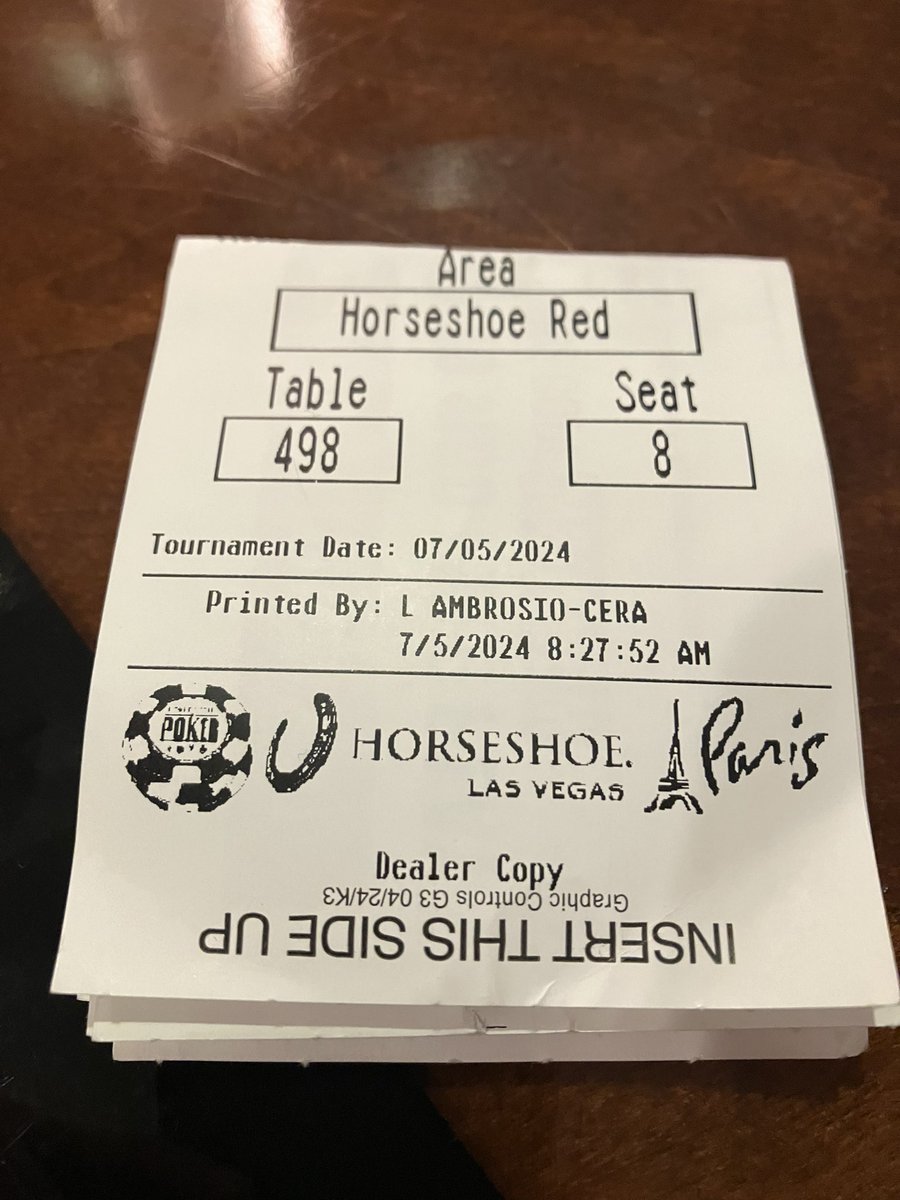 Area
Horseshoe Red
Table Seat
498 8
Tournament Date: 07/05/2024
Printed By: L AMBROSIO-CERA
7/5/2024 8:27:52 AM
POKER
HORSESHOE.
LAS VEGAS
Paris
Dealer Copy
Graphic Controls G3 04/24/K3
INSERT THIS SIDE UP